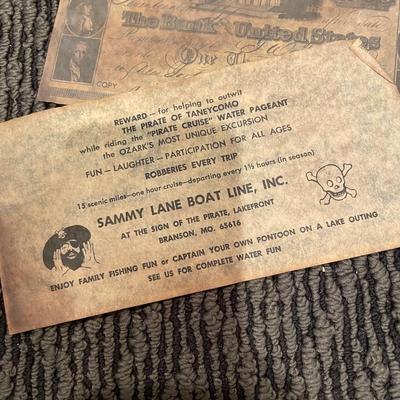 COPY
The Bank United States
One Th
REWARD – for helping to outwit
THE PIRATE OF TANEYCOMO
while riding the "PIRATE CRUISE" WATER PAGEANT
the OZARK'S MOST UNIQUE EXCURSION
FUN – LAUGHTER – PARTICIPATION FOR ALL AGES
ROBBERIES EVERY TRIP
15 scenic miles—one hour cruise—departing every 1½ hours (in season)
SAMMY LANE BOAT LINE, INC.
AT THE SIGN OF THE PIRATE, LAKEFRONT
BRANSON, MO. 65616
ENJOY FAMILY FISHING FUN or CAPTAIN YOUR OWN PONTOON ON A LAKE OUTING
SEE US FOR COMPLETE WATER FUN